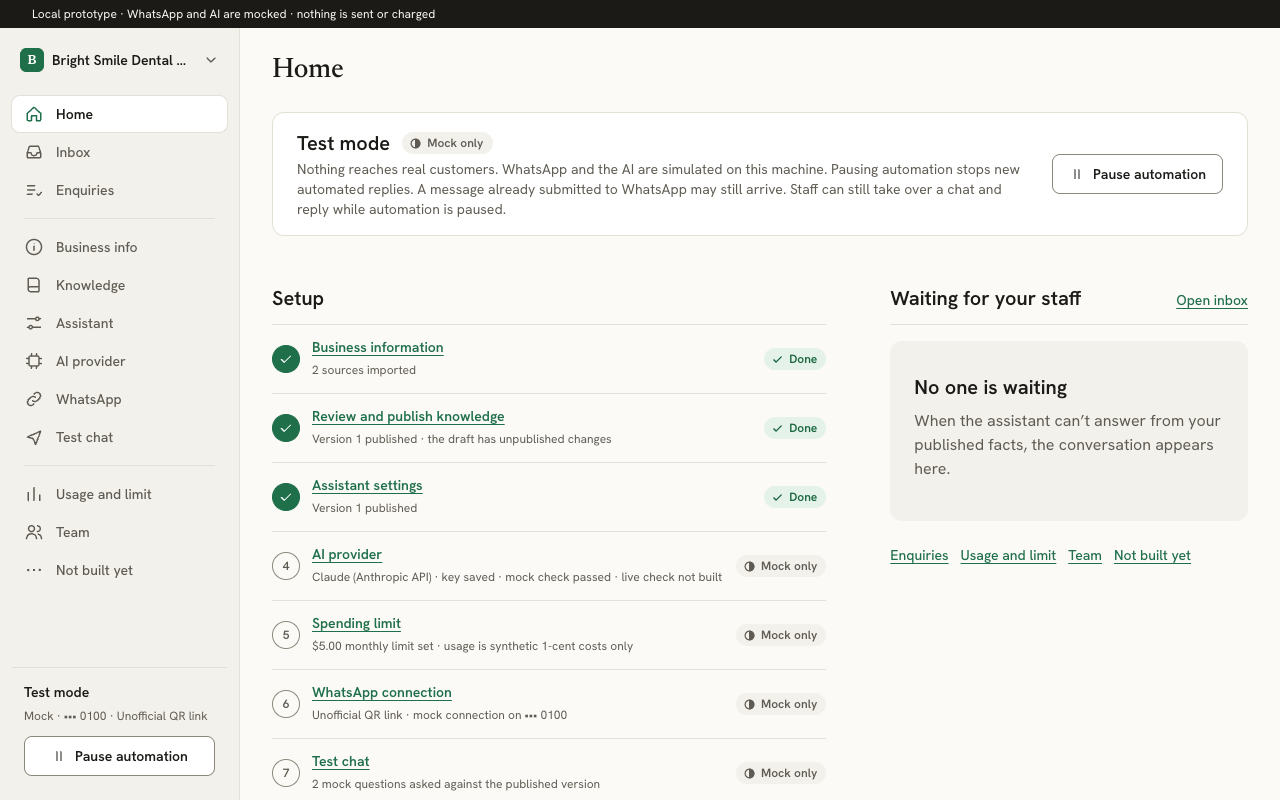 Local prototype · WhatsApp and AI are mocked · nothing is sent or charged
B
Bright Smile Dental ...
Home
Inbox
Enquiries
Business info
Knowledge
Assistant
AI provider
WhatsApp
Test chat
Usage and limit
Team
Not built yet
Test mode
Mock · ••• 0100 · Unofficial QR link
Pause automation
Home
Test mode
Mock only
Nothing reaches real customers. WhatsApp and the AI are simulated on this machine. Pausing automation stops new
automated replies. A message already submitted to WhatsApp may still arrive. Staff can still take over a chat and
reply while automation is paused.
Pause automation
Setup
Business information
2 sources imported
Done
Review and publish knowledge
Version 1 published · the draft has unpublished changes
Done
Assistant settings
Version 1 published
Done
4
AI provider
Claude (Anthropic API) · key saved · mock check passed · live check not built
Mock only
5
Spending limit
$5.00 monthly limit set · usage is synthetic 1-cent costs only
Mock only
6
WhatsApp connection
Unofficial QR link · mock connection on ••• 0100
Mock only
7
Test chat
2 mock questions asked against the published version
Mock only
Waiting for your staff
Open inbox
No one is waiting
When the assistant can’t answer from your
published facts, the conversation appears
here.
Enquiries Usage and limit Team Not built yet